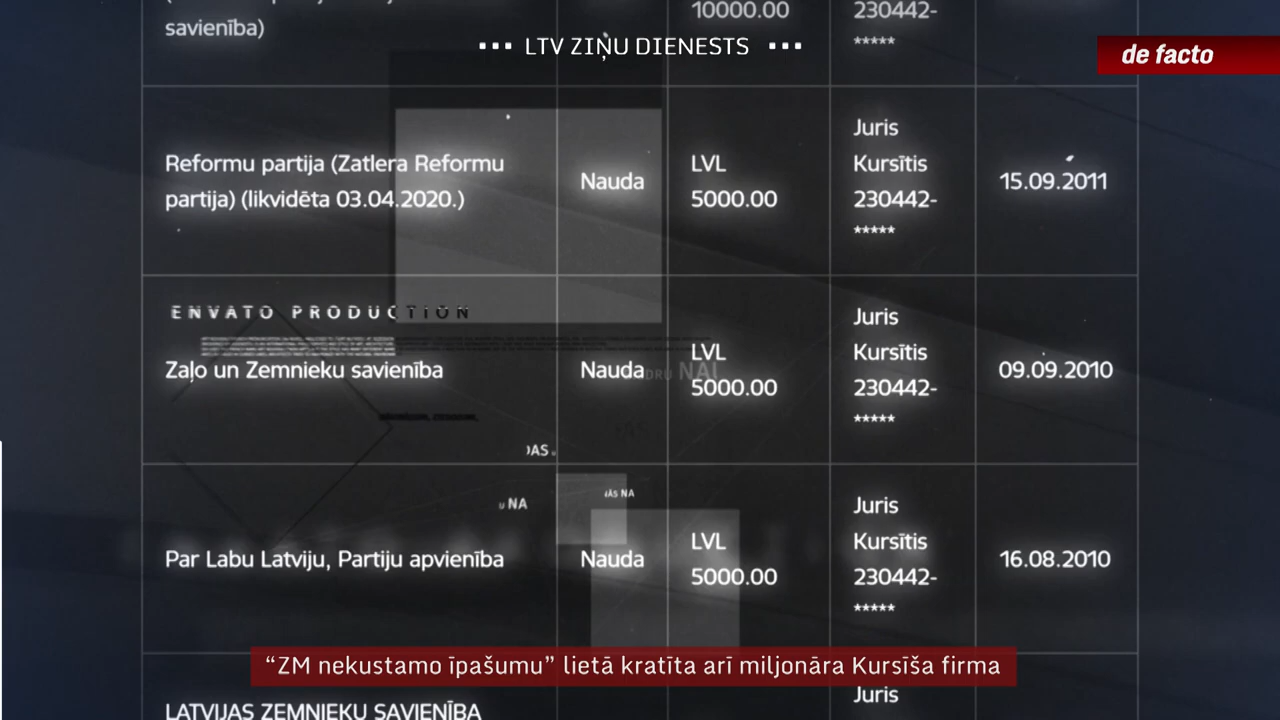 10000.00
230442-
savienība)
*****
LTV ZIŅU DIENESTS
de facto
Reformu partija (Zatlera Reformu
partija) (likvidēta 03.04.2020.)
Nauda
LVL
5000.00
Juris
Kursītis
230442-
*****
15.09.2011
ENVATO PRODUCTION
Zaļo un Zemnieku savienība
Nauda
LVL
5000.00
Juris
Kursītis
230442-
*****
09.09.2010
Par Labu Latviju, Partiju apvienība
Nauda
LVL
5000.00
Juris
Kursītis
230442-
*****
16.08.2010
“ZM nekustamo īpašumu” lietā kratīta arī miljonāra Kursīša firma
LATVIJAS ZEMNIEKU SAVIENĪBA
Juris